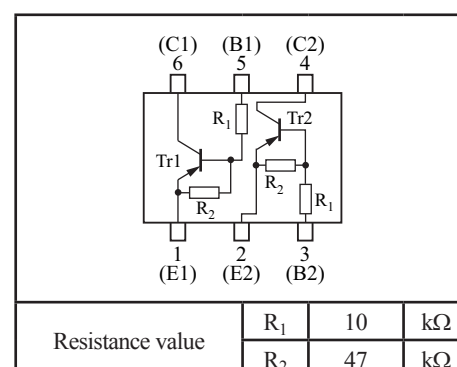 (C1) (B1) (C2)
6 5 4
R1 Tr2
Tr1
R2 R2 R1
1 2 3
(E1) (E2) (B2)
Resistance value R1 10 kΩ
R2 47 kΩ